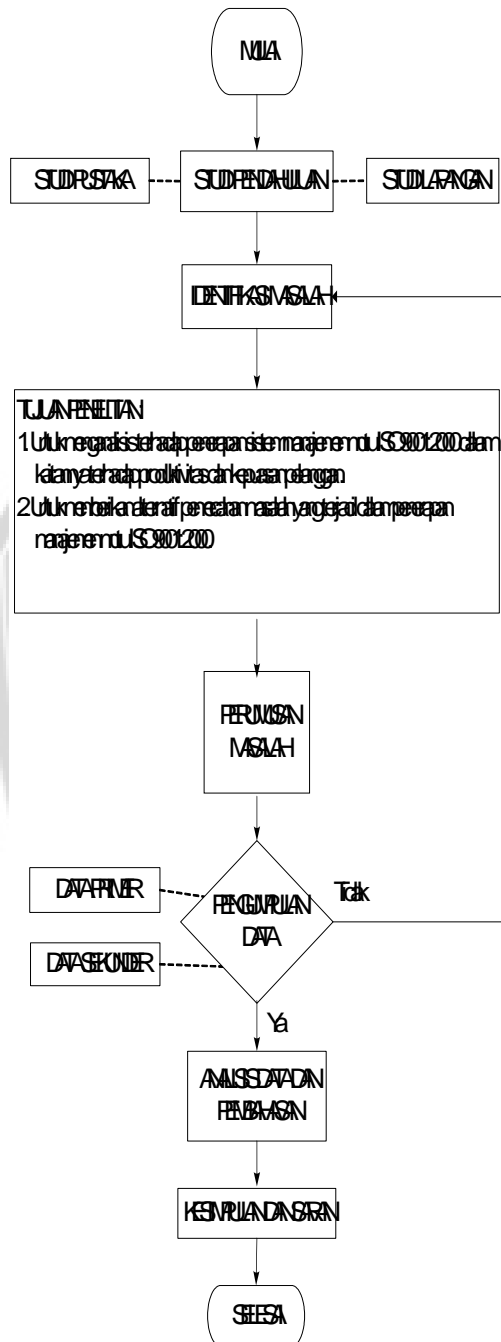 MULAI
STUDI PUSTAKA
STUDI PENDAHULUAN
STUDI LAPANGAN
IDENTIFIKASI MASALAH
TUJUAN PENELITIAN
1. Untuk menganalisis terhadap penerapan sistem manajemen mutu ISO 9001:2000 dalam
kaitannya terhadap produktivitas dan kepuasan pelanggan.
2. Untuk memberikan alternatif pemecahan masalah yang terjadi dalam penerapan
manajemen mutu ISO 9001:2000
PERUMUSAN
MASALAH
DATA PRIMER
PENGUMPULAN
DATA
Tidak
DATA SEKUNDER
Ya
ANALISIS DATA DAN
PEMBAHASAN
KESIMPULAN DAN SARAN
SELESAI